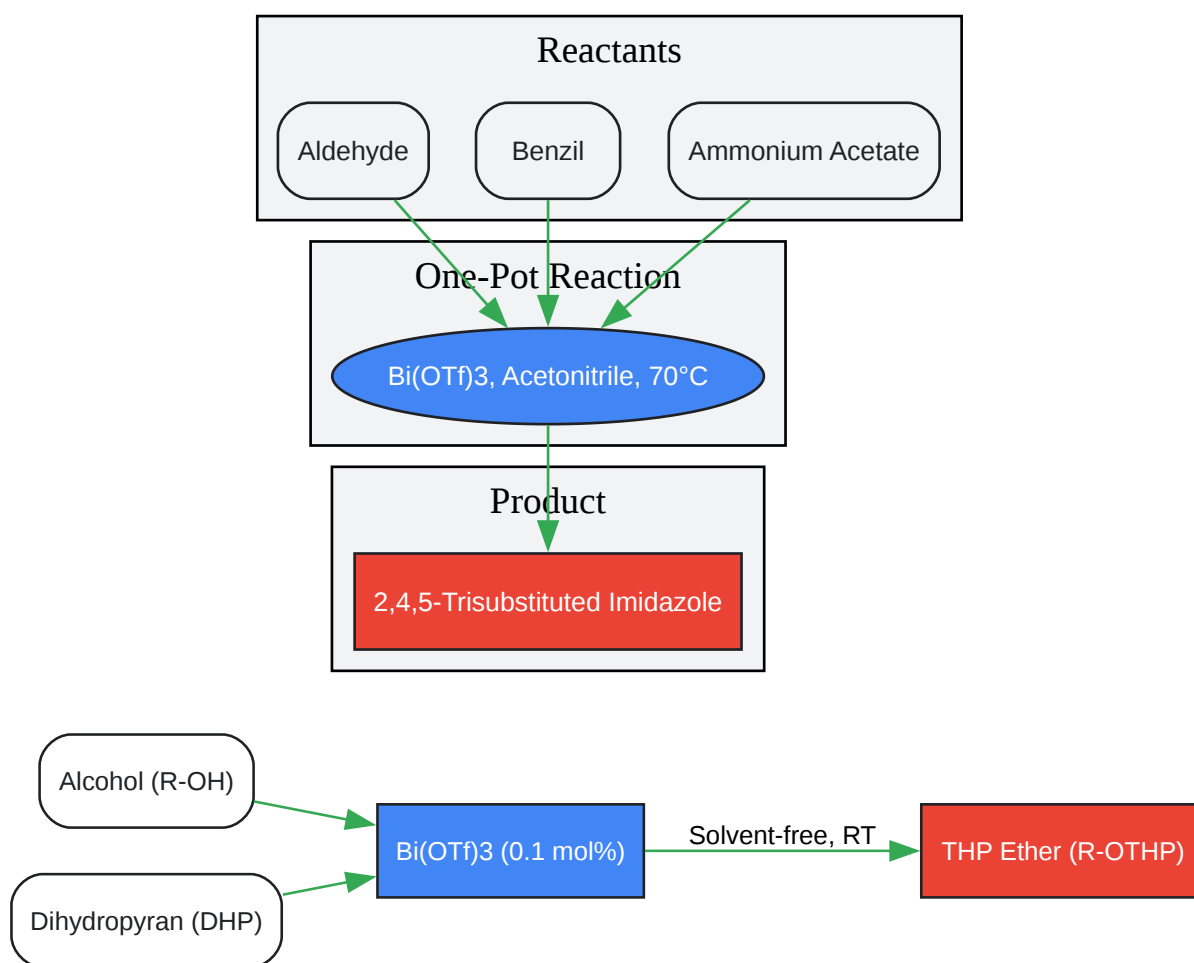 Reactants
Aldehyde
Benzil
Ammonium Acetate
One-Pot Reaction
Bi(OTf)3, Acetonitrile, 70°C
Product
2,4,5-Trisubstituted Imidazole
Alcohol (R-OH)
Dihydropyran (DHP)
Bi(OTf)3 (0.1 mol%)
Solvent-free, RT
THP Ether (R-OTHP)